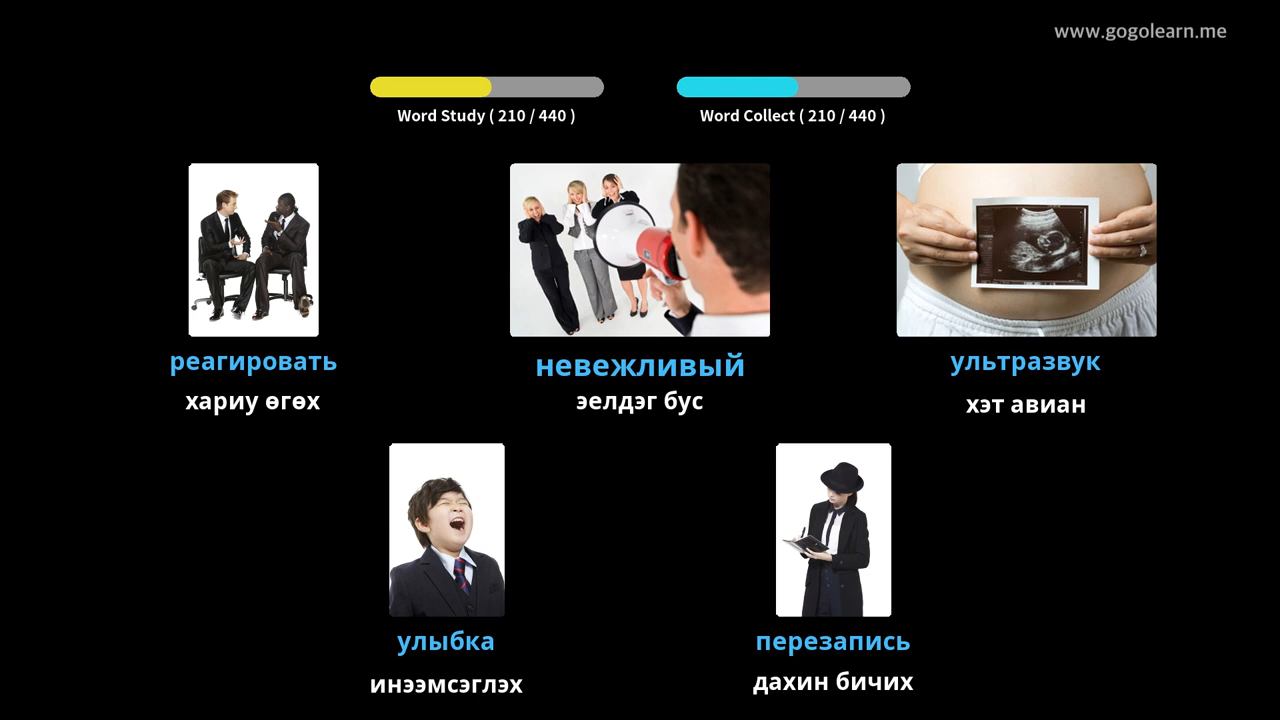 www.gogolearn.me
Word Study ( 210 / 440 )
Word Collect ( 210 / 440 )
реагировать
хариу өгөх
невежливый
эелдэг бус
ультразвук
хэт авиан
улыбка
инээмсэглэх
перезапись
дахин бичих